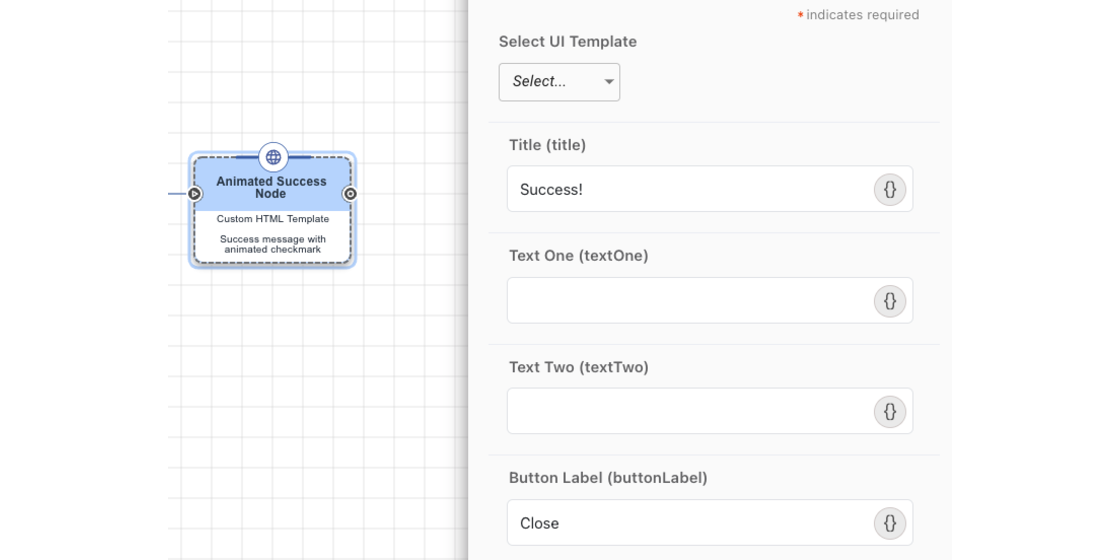 * indicates required
Select UI Template
Select...
Animated Success
Node
Custom HTML Template
Success message with
animated checkmark
Title (title)
Success!
{}
Text One (textOne)
{}
Text Two (textTwo)
{}
Button Label (buttonLabel)
Close
{}